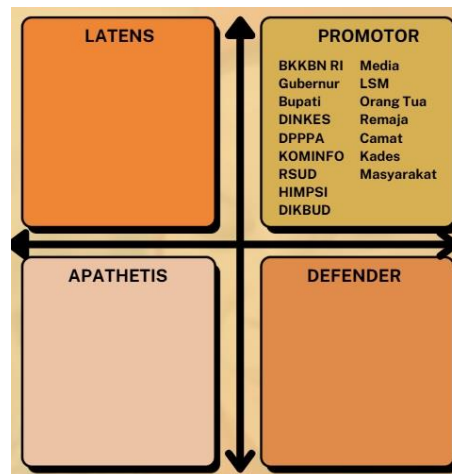 LATENS
PROMOTOR
BKKBN RI
Gubernur
Bupati
DINKES
DPPPA
KOMINFO
RSUD
HIMPSI
DIKBUD
Media
LSM
Orang Tua
Remaja
Camat
Kades
Masyarakat
APATHETIS
DEFENDER